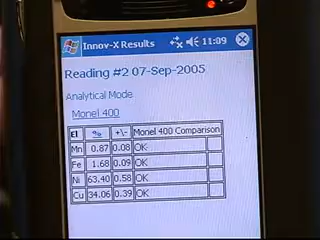 Innov-X Results 11:09
Reading #2 07-Sep-2005
Analytical Mode
Monel 400
El % +\- Monel 400 Comparison
Mn 0.87 0.08 OK
Fe 1.68 0.09 OK
Ni 63.40 0.58 OK
Cu 34.06 0.39 OK